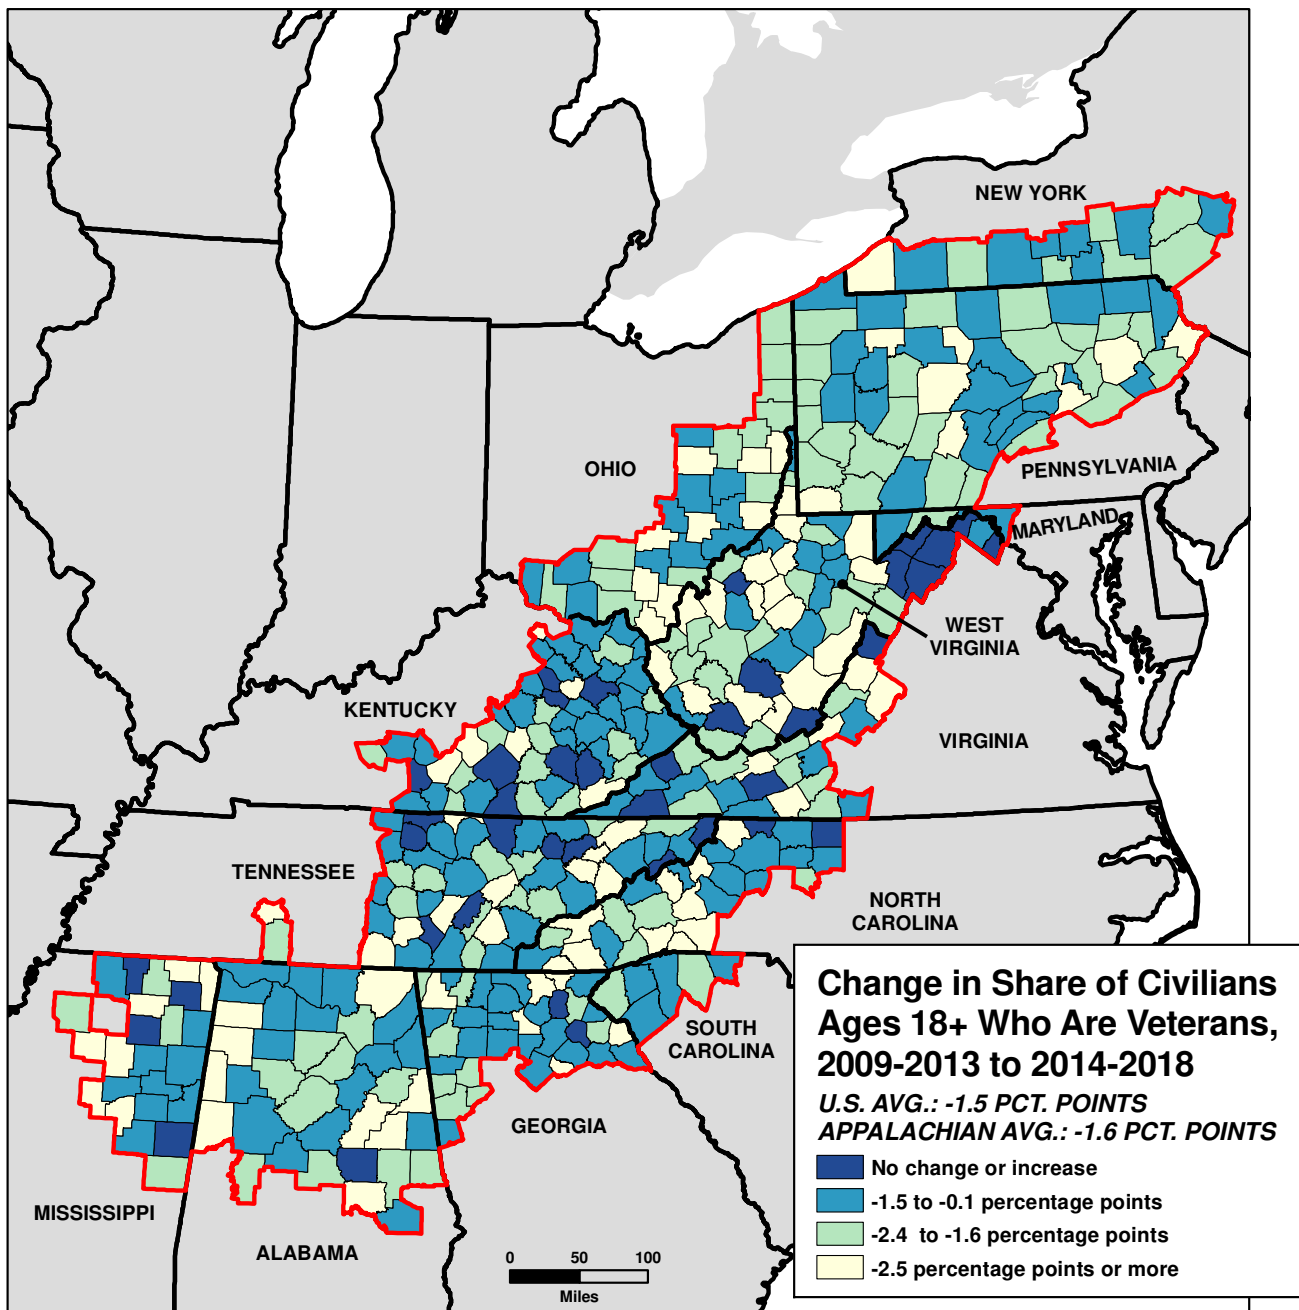 NEW YORK
OHIO
PENNSYLVANIA
MARYLAND
WEST
VIRGINIA
KENTUCKY
VIRGINIA
TENNESSEE
NORTH
CAROLINA
SOUTH
CAROLINA
GEORGIA
MISSISSIPPI
ALABAMA
0 50 100
Miles
Change in Share of Civilians
Ages 18+ Who Are Veterans,
2009-2013 to 2014-2018
U.S. AVG.: -1.5 PCT. POINTS
APPALACHIAN AVG.: -1.6 PCT. POINTS
No change or increase
-1.5 to -0.1 percentage points
-2.4 to -1.6 percentage points
-2.5 percentage points or more